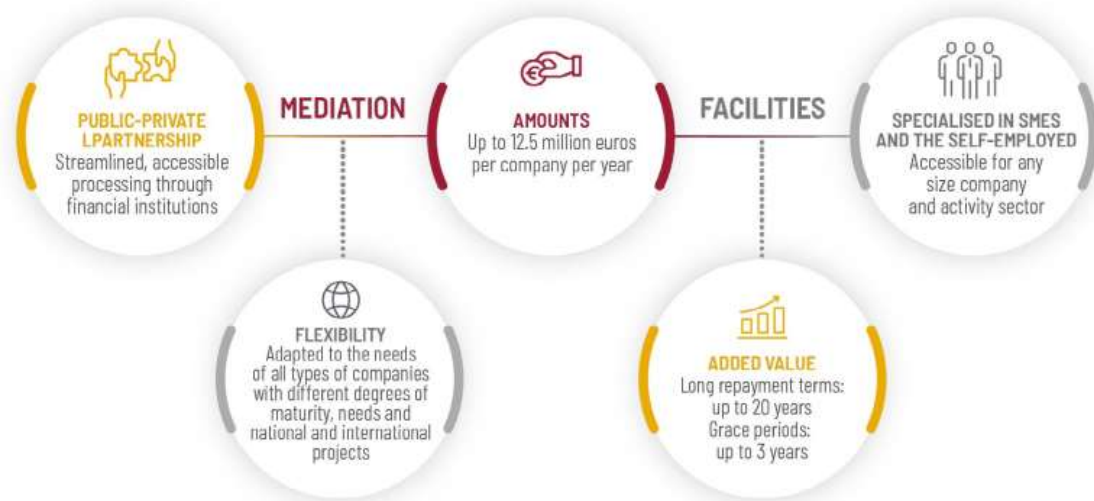 PUBLIC-PRIVATE
LPARTNERSHIP
Streamlined, accessible
processing through
financial institutions
MEDIATION
AMOUNTS
Up to 12.5 million euros
per company per year
FACILITIES
SPECIALISED IN SMES
AND THE SELF-EMPLOYED
Accessible for any
size company
and activity sector
FLEXIBILITY
Adapted to the needs
of all types of companies
with different degrees of
maturity, needs and
national and international
projects
ADDED VALUE
Long repayment terms:
up to 20 years
Grace periods:
up to 3 years